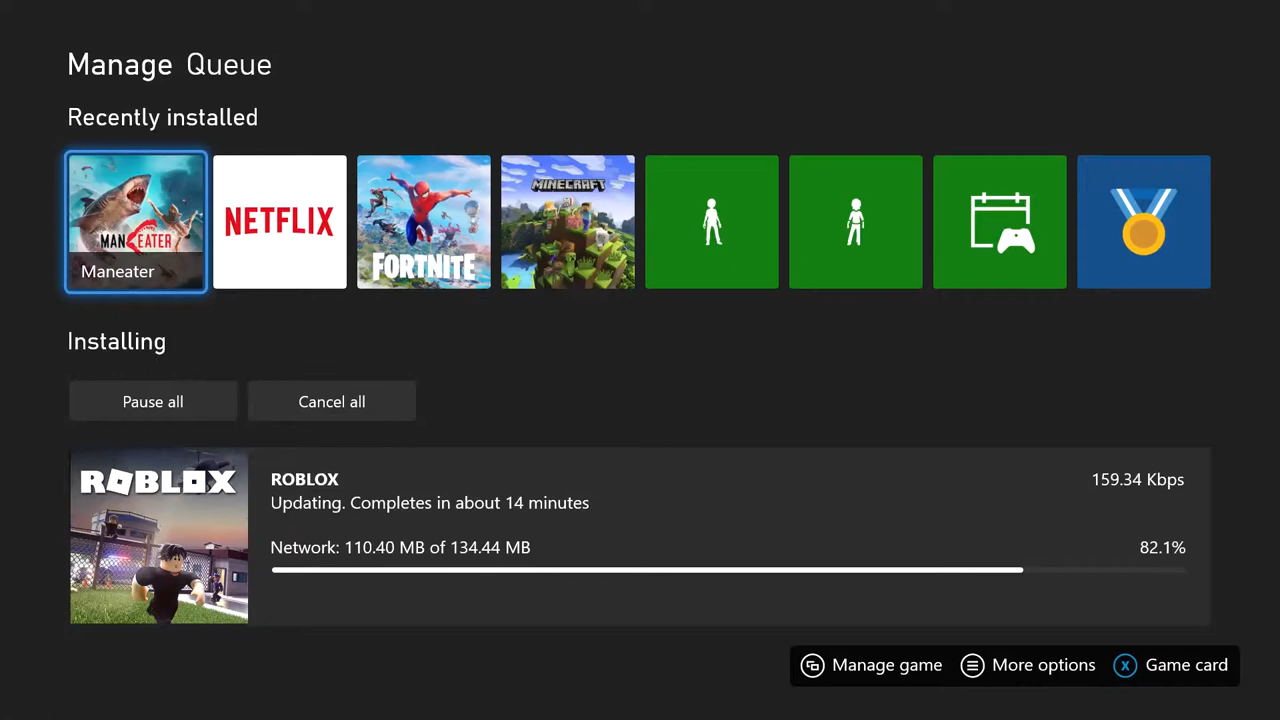 Manage Queue
Recently installed
MANEATER
Maneater
NETFLIX
FORTNITE
MINECRAFT
Installing
Pause all
Cancel all
ROBLOX
ROBLOX
159.34 Kbps
Updating. Completes in about 14 minutes
Network: 110.40 MB of 134.44 MB
82.1%
Manage game
More options
X
Game card